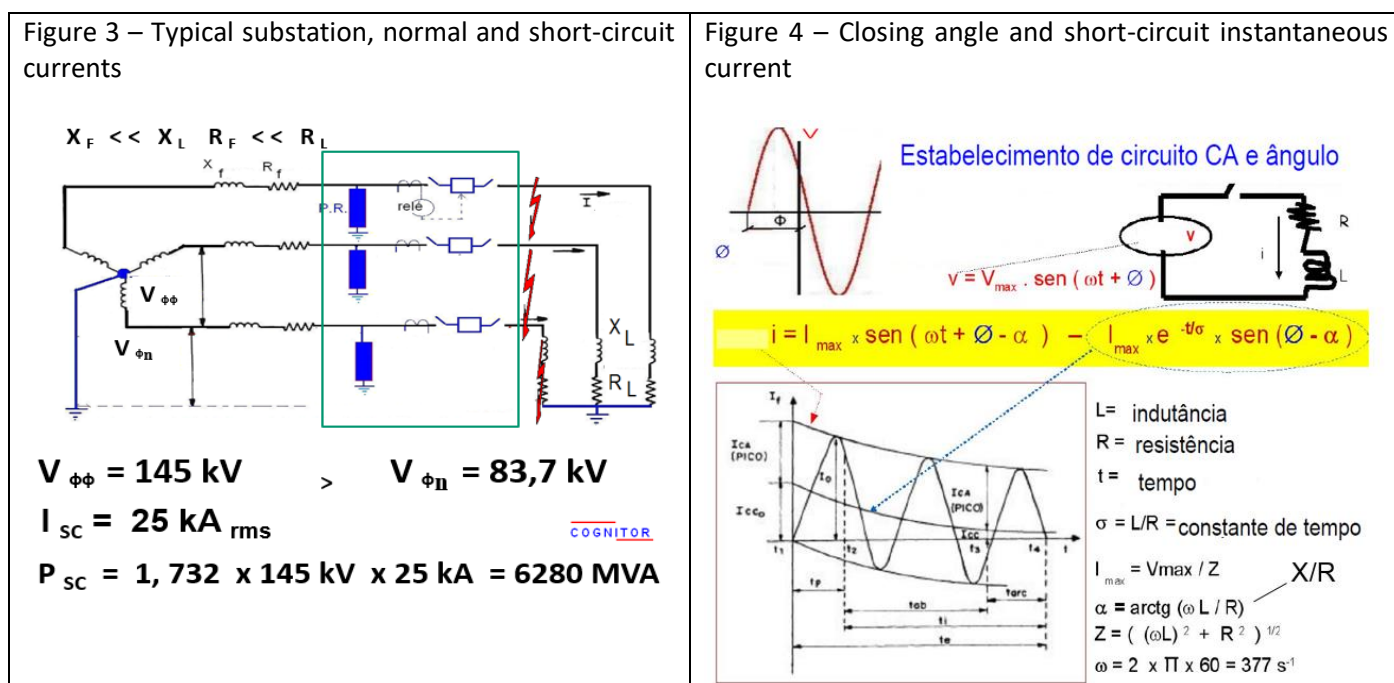 Figure 3 – Typical substation, normal and short-circuit
currents
X F << X L R F << R L
X f
R f
P.R.
relé
I
V ϕϕ
V ϕn
X L
R L
V ϕϕ = 145 kV > V ϕn = 83,7 kV
I SC = 25 kA rms
COGNITOR
P SC = 1, 732 x 145 kV x 25 kA = 6280 MVA
Figure 4 – Closing angle and short-circuit instantaneous
current
V
Estabelecimento de circuito CA e ângulo
Φ
Ø
v
i
R
L
v = V max . sen ( ωt + Ø )
i = I max x sen ( ωt + Ø - α ) – I max x e -t/σ x sen (Ø - α )
I f
I CA
(PICO)
I o
I CC o
I CA
(PICO)
I CC
t 1
t 2
t 3
t 4
t
t p
t arc
t ab
t i
t e
L= indutância
R = resistência
t = tempo
σ = L/R = constante de tempo
I max = Vmax / Z
X/R
α = arctg (ω L / R)
Z = ( (ωL) 2 + R 2 ) 1/2
ω = 2 x Π x 60 = 377 s-1